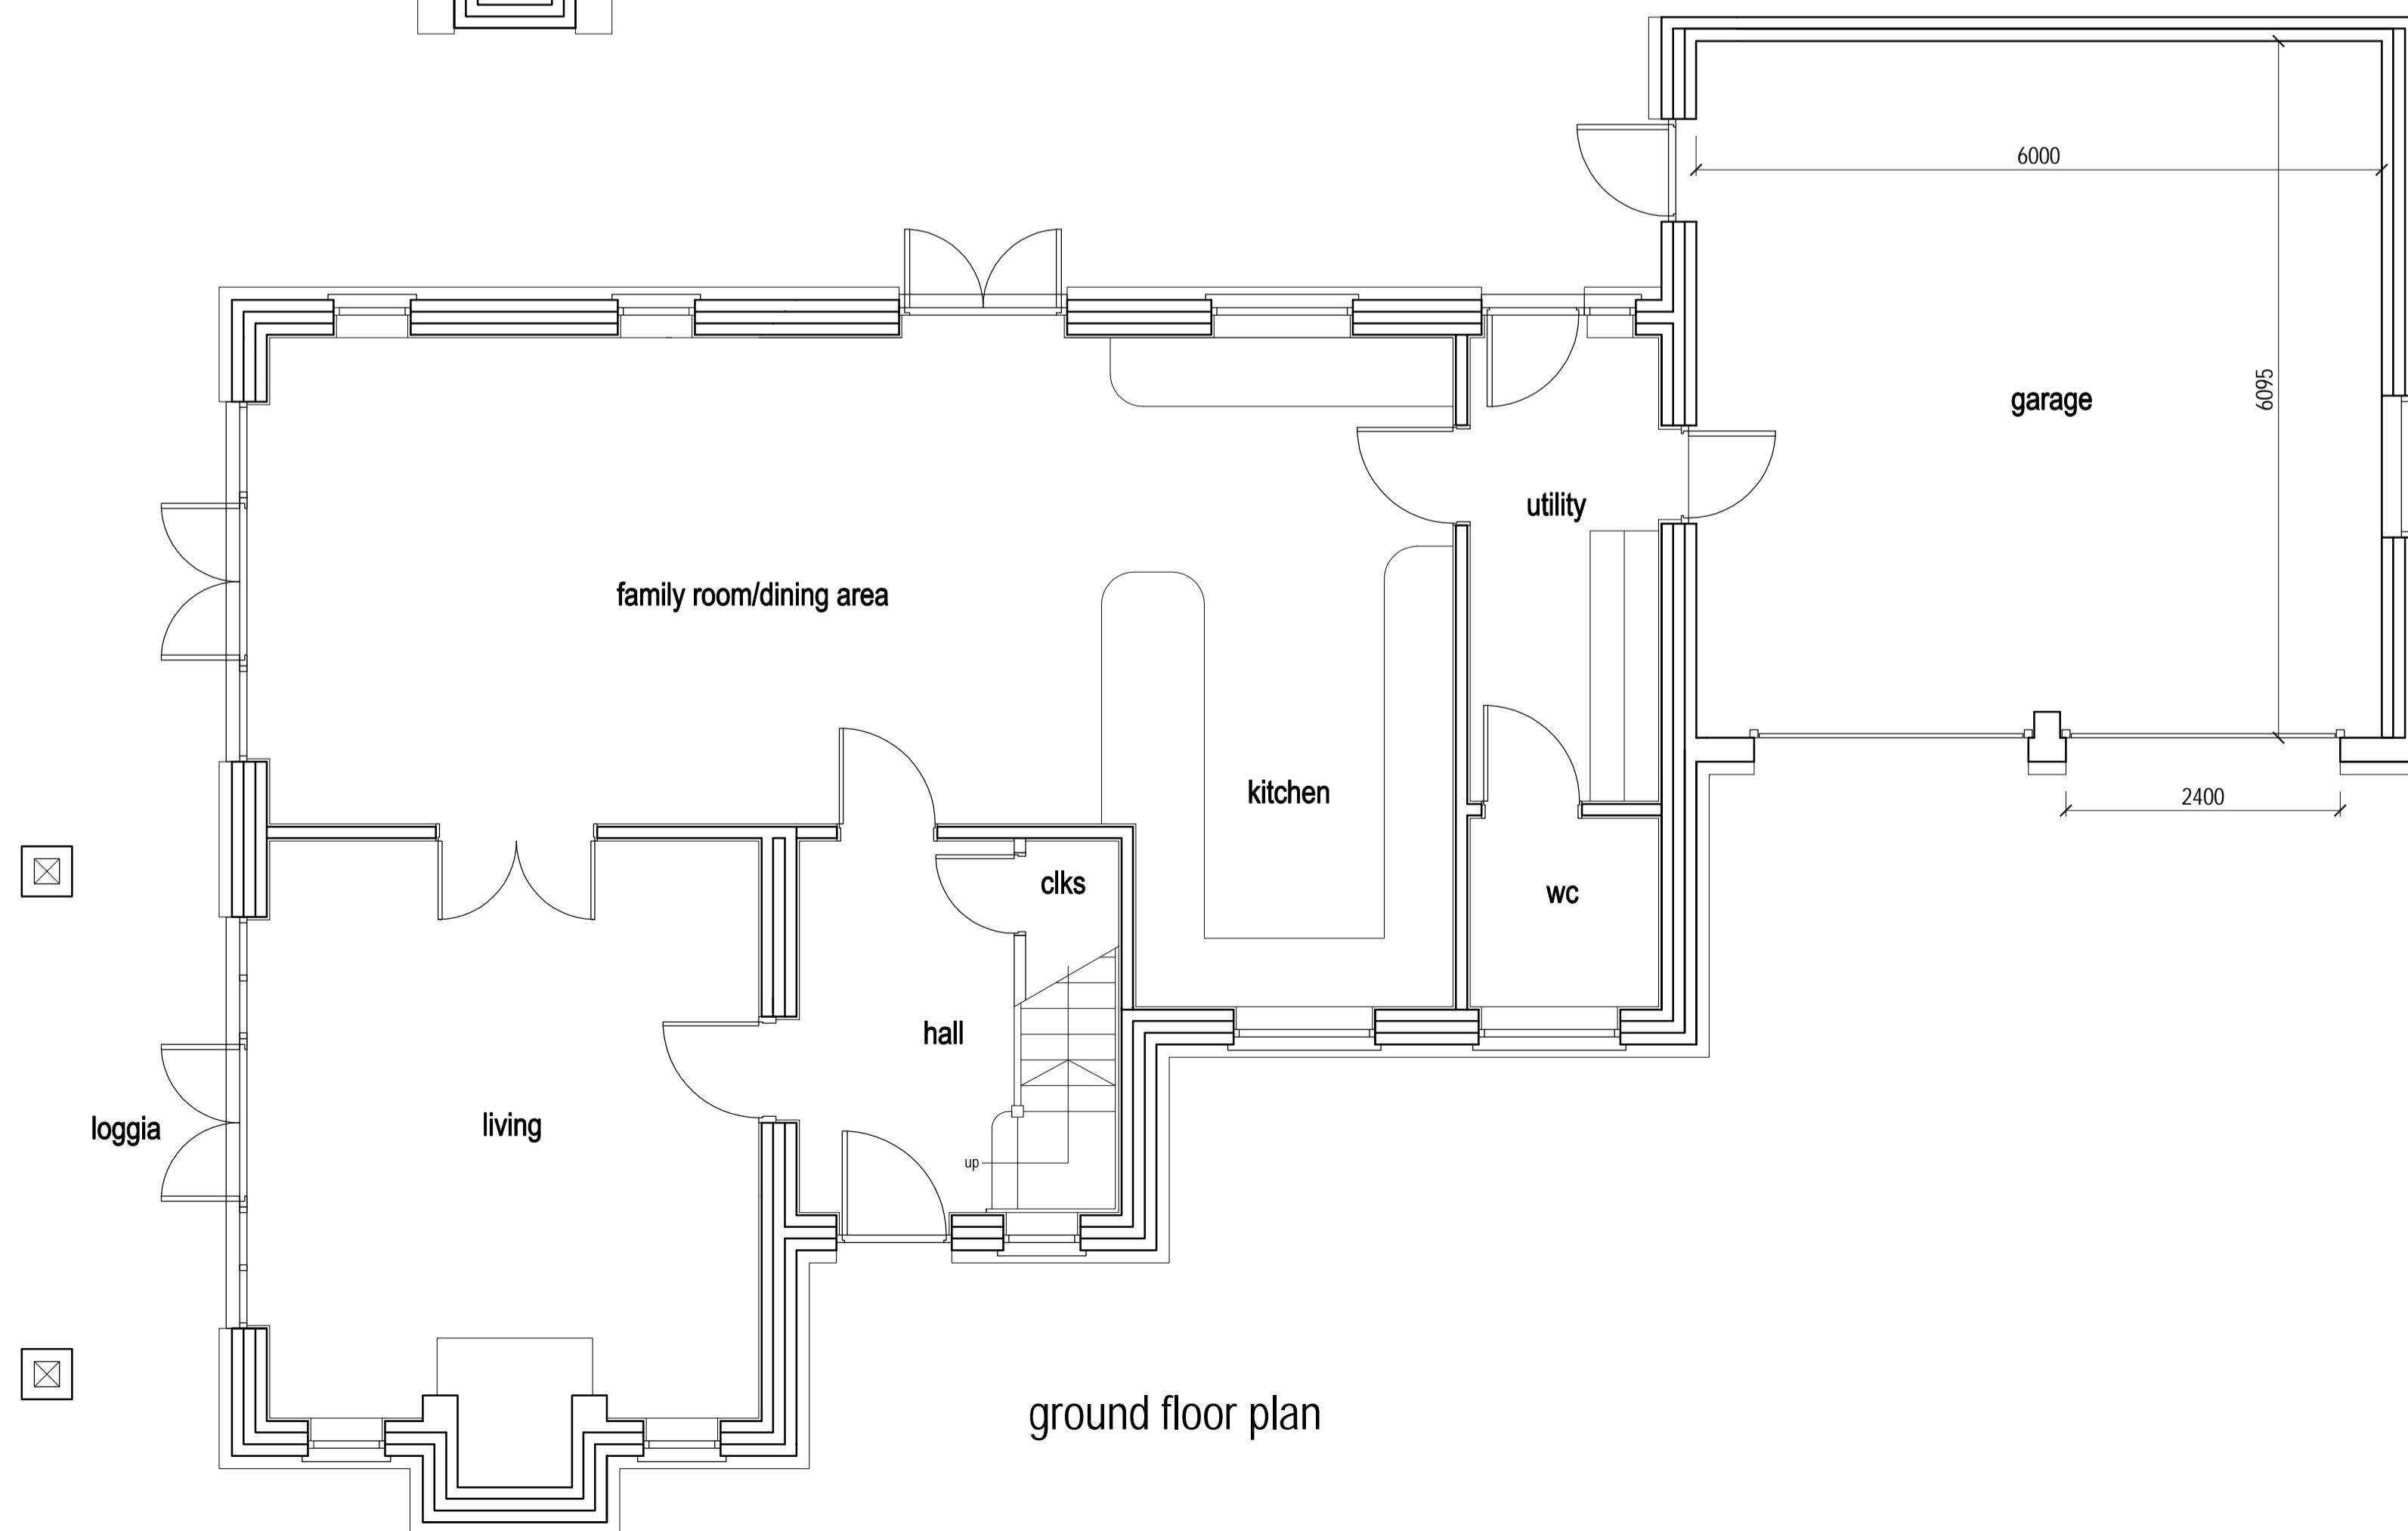 6000
6095
garage
utility
family room/dining area
kitchen
2400
clks
wc
hall
loggia
living
up
ground floor plan